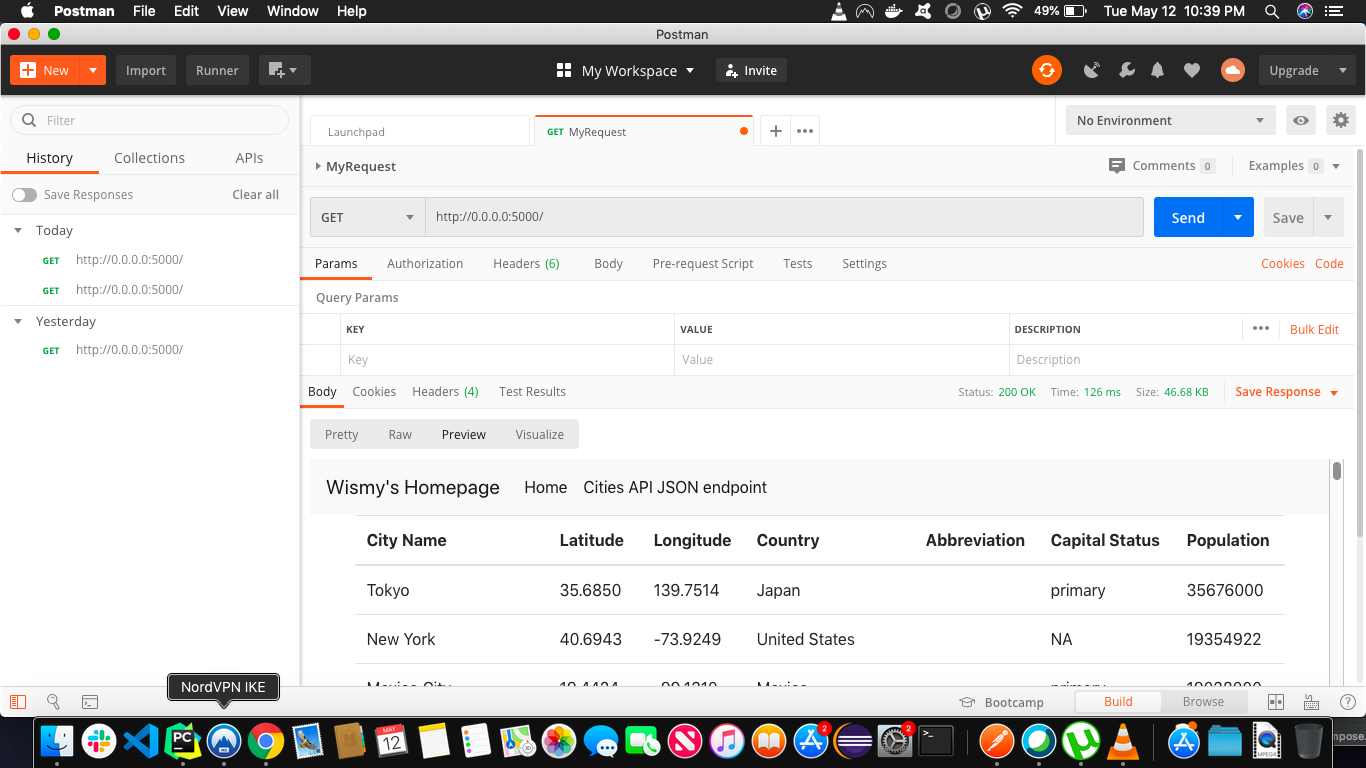 Postman File Edit View Window Help 49% Tue May 12 10:39 PM
Postman
New Import Runner My Workspace Invite Upgrade
Filter
History Collections APIs
Save Responses Clear all
Today
GET http://0.0.0.0:5000/
GET http://0.0.0.0:5000/
Yesterday
GET http://0.0.0.0:5000/
Launchpad GET MyRequest No Environment
MyRequest Comments 0 Examples 0
GET http://0.0.0.0:5000/ Send Save
Params Authorization Headers (6) Body Pre-request Script Tests Settings Cookies Code
Query Params
KEY VALUE DESCRIPTION Bulk Edit
Key Value Description
Body Cookies Headers (4) Test Results Status: 200 OK Time: 126 ms Size: 46.68 KB Save Response
Pretty Raw Preview Visualize
Wismy's Homepage Home Cities API JSON endpoint
City Name Latitude Longitude Country Abbreviation Capital Status Population
Tokyo 35.6850 139.7514 Japan primary 35676000
New York 40.6943 -73.9249 United States NA 19354922
Mexico City Mexico primary
NordVPN IKE
Bootcamp Build Browse
PC MAY 12 2 2 MPEG4
mpose.